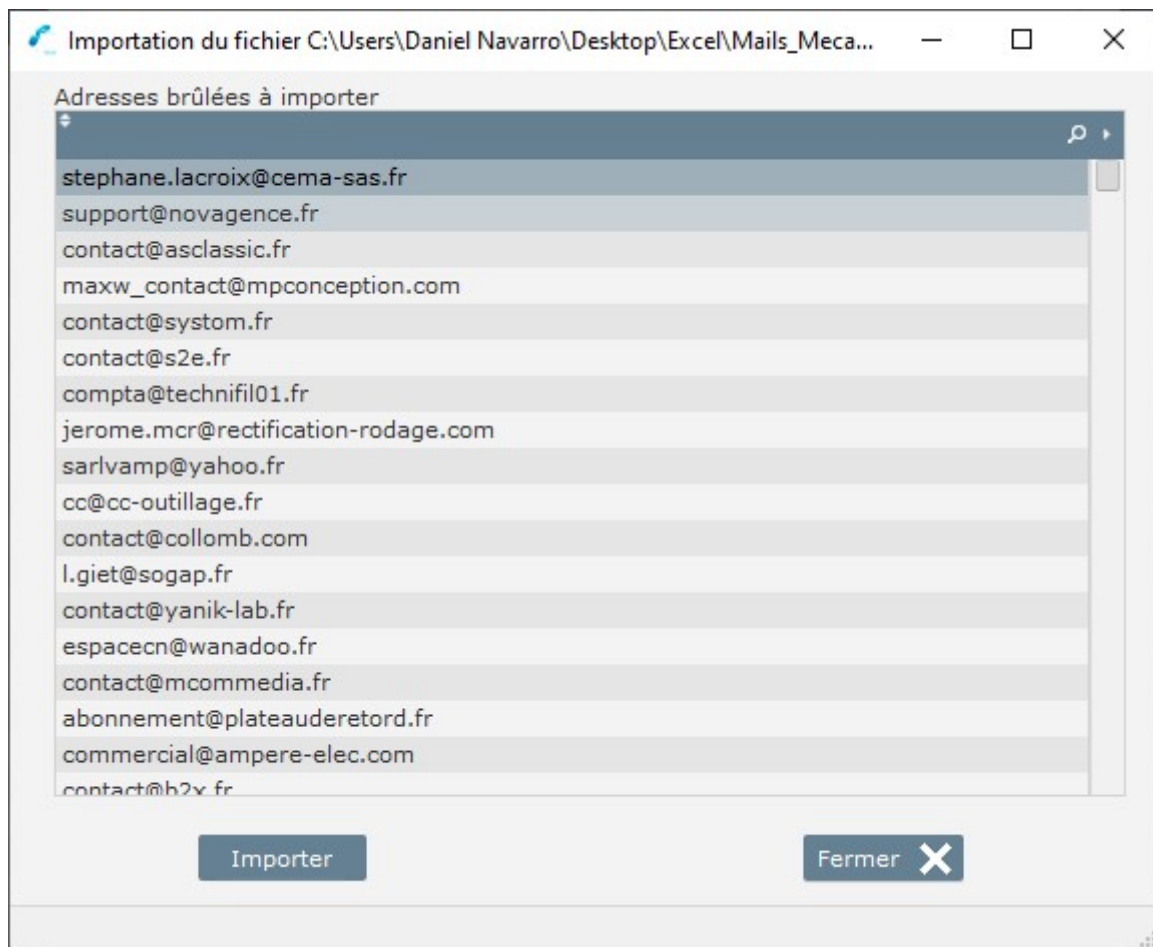 Importation du fichier C:\Users\Daniel Navarro\Desktop\Excel\Mails_Meca...
Adresses brûlées à importer
stephane.lacroix@cema-sas.fr
support@novagence.fr
contact@asclassic.fr
maxw_contact@mpconception.com
contact@systom.fr
contact@s2e.fr
compta@technifil01.fr
jerome.mcr@rectification-rodage.com
sarlvamp@yahoo.fr
cc@cc-outillage.fr
contact@collomb.com
l.giet@sogap.fr
contact@yanik-lab.fr
espacecn@wanadoo.fr
contact@mcommedia.fr
abonnement@plateauderetord.fr
commercial@ampere-elec.com
contact@h2x.fr
Importer
Fermer